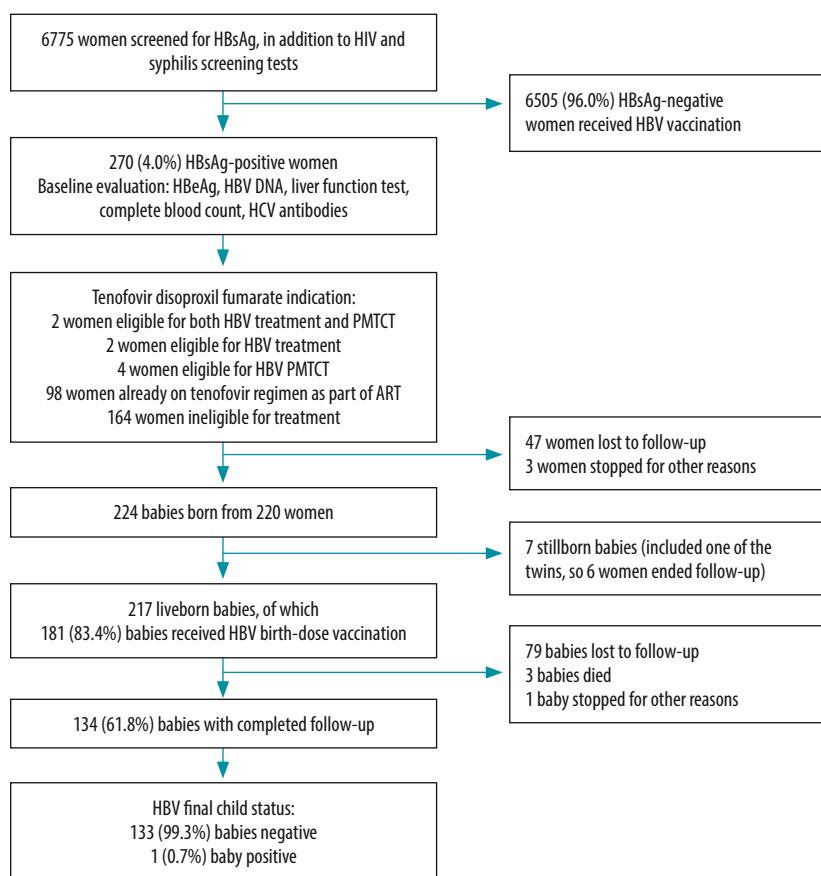 6775 women screened for HBsAg, in addition to HIV and
syphilis screening tests
6505 (96.0%) HBsAg-negative
women received HBV vaccination
270 (4.0%) HBsAg-positive women
Baseline evaluation: HBeAg, HBV DNA, liver function test,
complete blood count, HCV antibodies
Tenofovir disoproxil fumarate indication:
2 women eligible for both HBV treatment and PMTCT
2 women eligible for HBV treatment
4 women eligible for HBV PMTCT
98 women already on tenofovir regimen as part of ART
164 women ineligible for treatment
47 women lost to follow-up
3 women stopped for other reasons
224 babies born from 220 women
7 stillborn babies (included one of the
twins, so 6 women ended follow-up)
217 liveborn babies, of which
181 (83.4%) babies received HBV birth-dose vaccination
79 babies lost to follow-up
3 babies died
1 baby stopped for other reasons
134 (61.8%) babies with completed follow-up
HBV final child status:
133 (99.3%) babies negative
1 (0.7%) baby positive